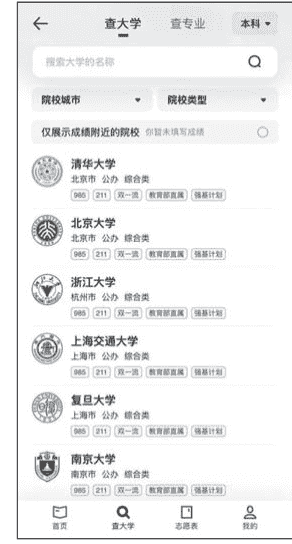 查大学 查专业 本科
搜索大学的名称
院校城市 院校类型
仅展示成绩附近的院校 你暂未填写成绩
清华大学
北京市 公办 综合类
985 211 双一流 教育部直属 强基计划
北京大学
北京市 公办 综合类
985 211 双一流 教育部直属 强基计划
浙江大学
杭州市 公办 综合类
985 211 双一流 教育部直属 强基计划
上海交通大学
上海市 公办 综合类
985 211 双一流 教育部直属 强基计划
复旦大学
上海市 公办 综合类
985 211 双一流 教育部直属 强基计划
南京大学
南京市 公办 综合类
985 211 双一流 教育部直属 强基计划
首页 查大学 志愿表 我的